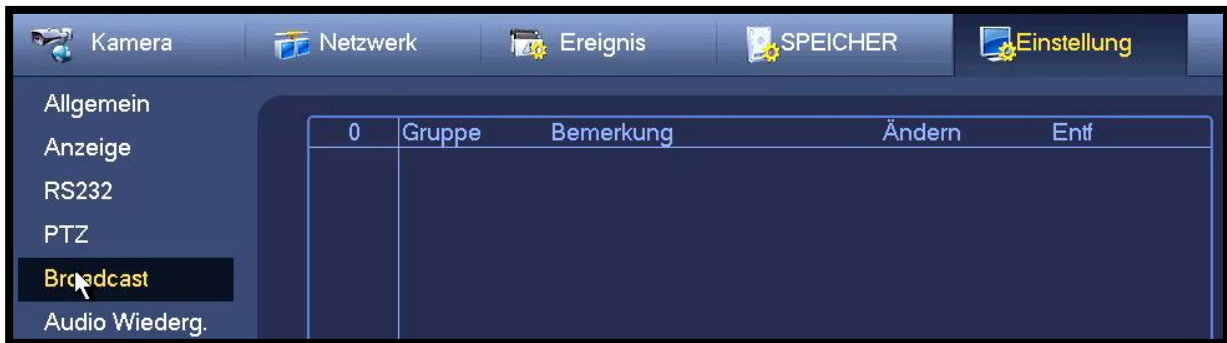 Kamera Netzwerk Ereignis SPEICHER Einstellung
Allgemein
0 Gruppe Bemerkung Ändern Entf
Anzeige
RS232
PTZ
Broadcast
Audio Wiederg.